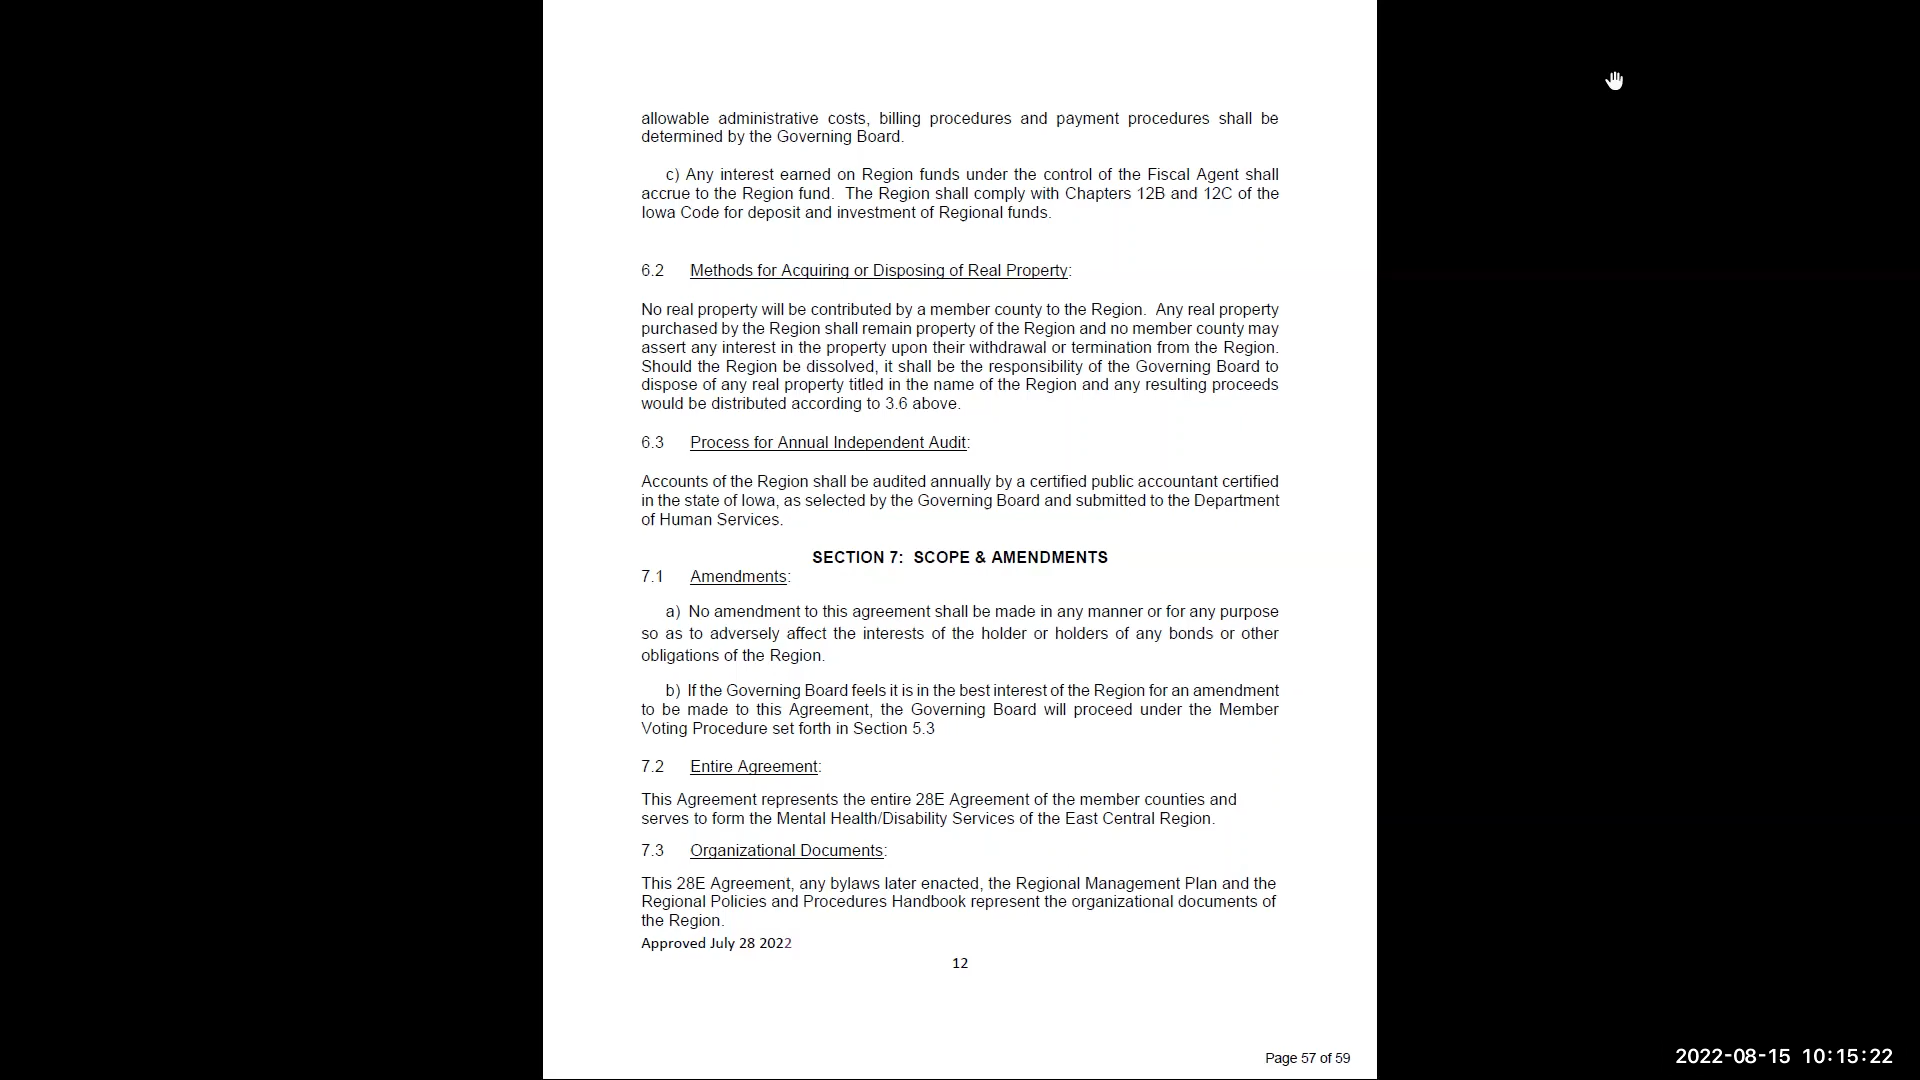 allowable administrative costs, billing procedures and payment procedures shall be
determined by the Governing Board.
c) Any interest earned on Region funds under the control of the Fiscal Agent shall
accrue to the Region fund.  The Region shall comply with Chapters 12B and 12C of the
Iowa Code for deposit and investment of Regional funds.
6.2 Methods for Acquiring or Disposing of Real Property:
No real property will be contributed by a member county to the Region.  Any real property
purchased by the Region shall remain property of the Region and no member county may
assert any interest in the property upon their withdrawal or termination from the Region.
Should the Region be dissolved, it shall be the responsibility of the Governing Board to
dispose of any real property titled in the name of the Region and any resulting proceeds
would be distributed according to 3.6 above.
6.3 Process for Annual Independent Audit:
Accounts of the Region shall be audited annually by a certified public accountant certified
in the state of Iowa, as selected by the Governing Board and submitted to the Department
of Human Services.
SECTION 7:  SCOPE & AMENDMENTS
7.1 Amendments:
a) No amendment to this agreement shall be made in any manner or for any purpose
so as to adversely affect the interests of the holder or holders of any bonds or other
obligations of the Region.
b) If the Governing Board feels it is in the best interest of the Region for an amendment
to be made to this Agreement, the Governing Board will proceed under the Member
Voting Procedure set forth in Section 5.3
7.2 Entire Agreement:
This Agreement represents the entire 28E Agreement of the member counties and
serves to form the Mental Health/Disability Services of the East Central Region.
7.3 Organizational Documents:
This 28E Agreement, any bylaws later enacted, the Regional Management Plan and the
Regional Policies and Procedures Handbook represent the organizational documents of
the Region.
Approved July 28 2022
12
Page 57 of 59
2022-08-15 10:15:22